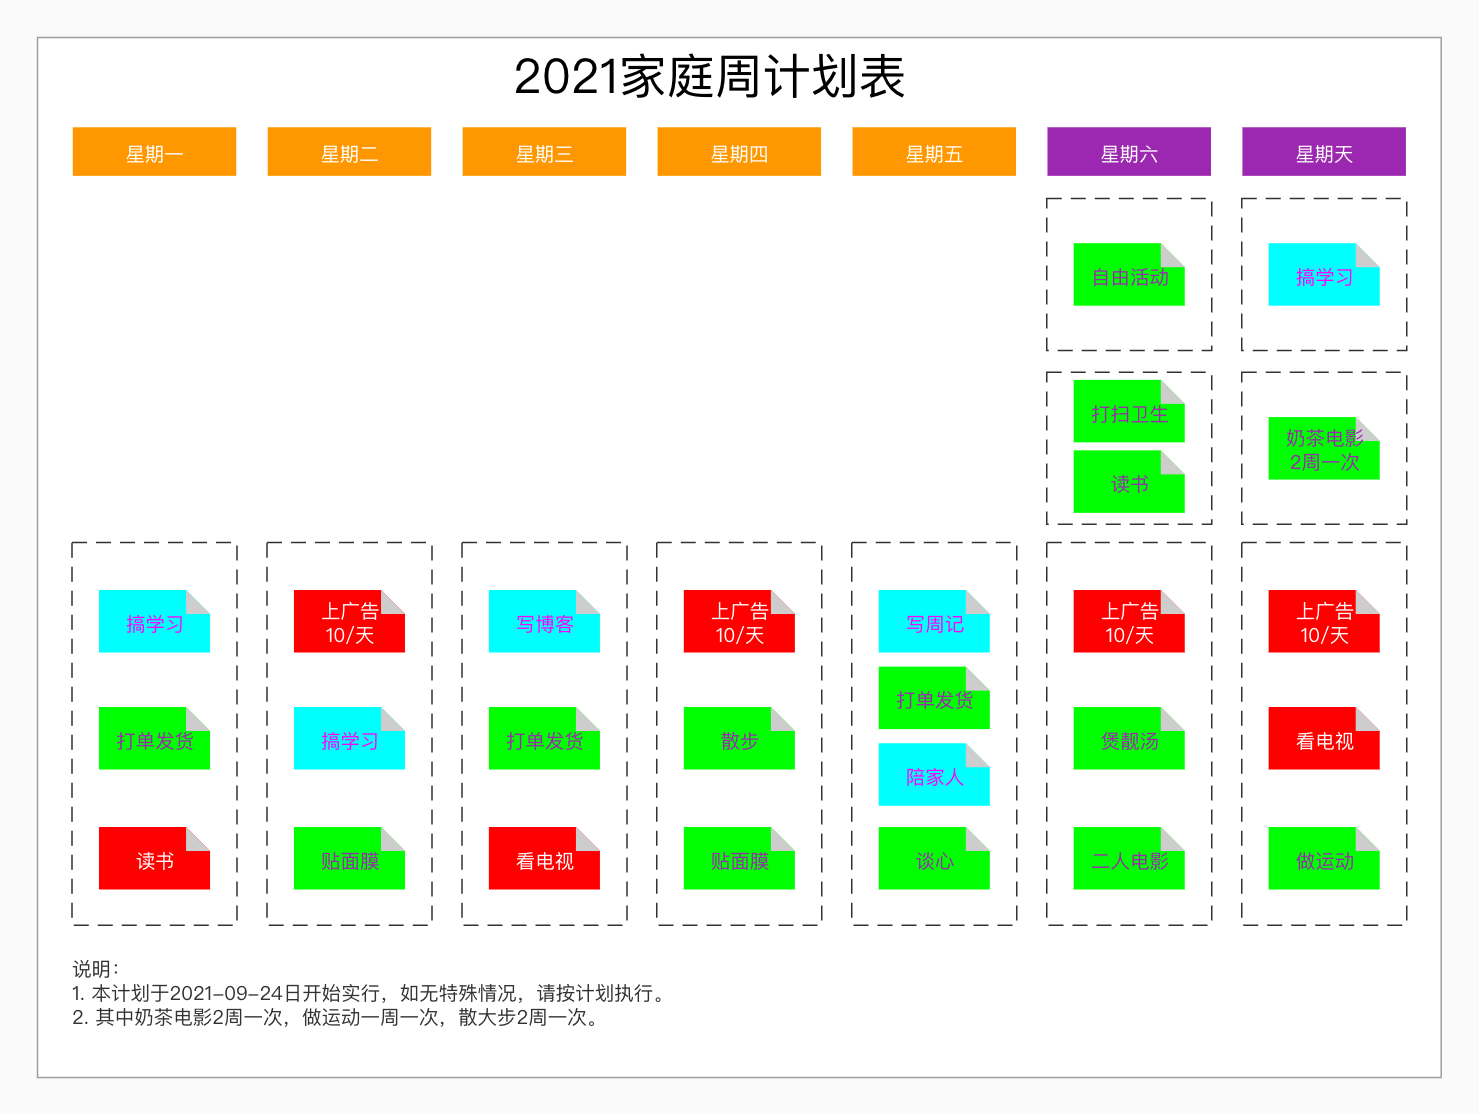 2021家庭周计划表
星期一
星期二
星期三
星期四
星期五
星期六
星期天
自由活动
搞学习
打扫卫生
读书
奶茶电影
2周一次
搞学习
上广告
10/天
写博客
上广告
10/天
写周记
上广告
10/天
上广告
10/天
打单发货
打单发货
搞学习
打单发货
散步
煲靓汤
看电视
陪家人
读书
贴面膜
看电视
贴面膜
谈心
二人电影
做运动
说明：
1. 本计划于2021-09-24日开始实行，如无特殊情况，请按计划执行。
2. 其中奶茶电影2周一次，做运动一周一次，散大步2周一次。